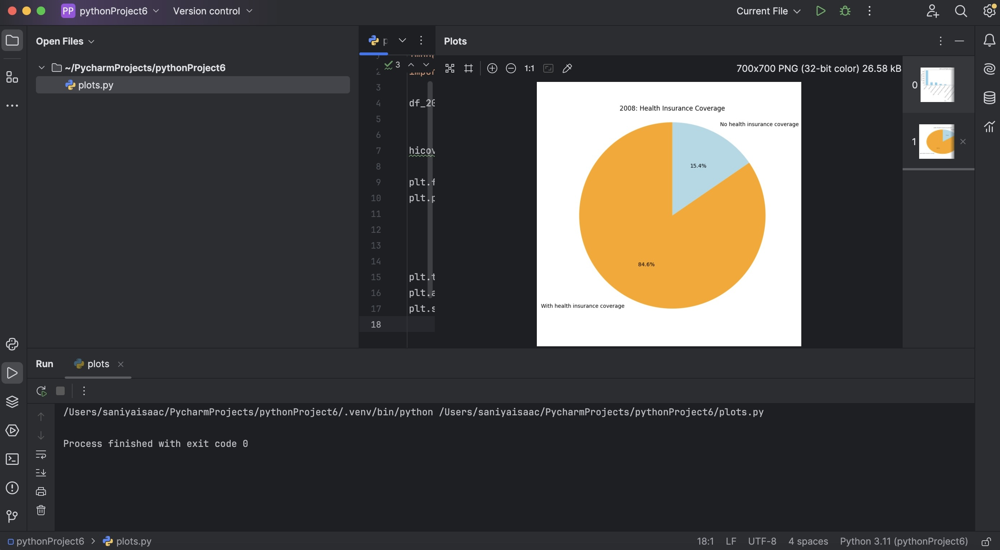 PP pythonProject6 Version control Current File
Open Files
~/PycharmProjects/pythonProject6
plots.py
p
3
Plots
1:1
700x700 PNG (32-bit color) 26.58 kB
2 impor
3
4 df_20
5
6
7 hicov
8
9 plt.f
10 plt.p
11
12
13
14
15 plt.t
16 plt.a
17 plt.s
18
2008: Health Insurance Coverage
No health insurance coverage
15.4%
84.6%
With health insurance coverage
0
1
Run plots
/Users/saniyaisaac/PycharmProjects/pythonProject6/.venv/bin/python /Users/saniyaisaac/PycharmProjects/pythonProject6/plots.py
Process finished with exit code 0
pythonProject6 > plots.py 18:1 LF UTF-8 4 spaces Python 3.11 (pythonProject6)